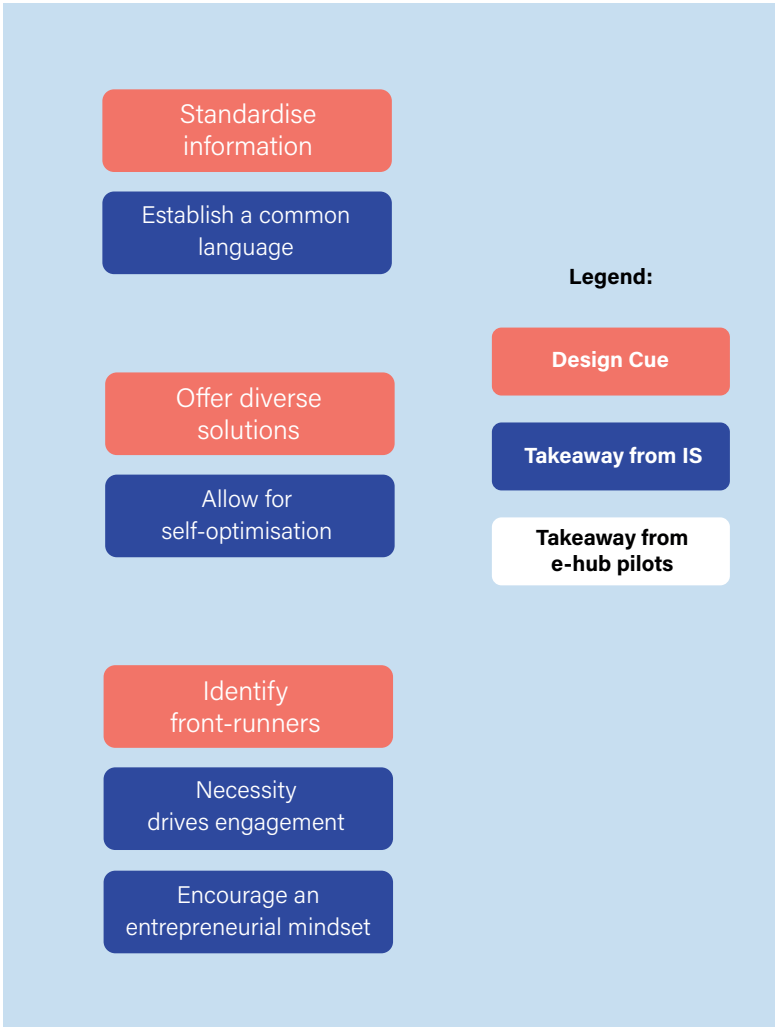 Standardise
information
Establish a common
language
Offer diverse
solutions
Allow for
self-optimisation
Identify
front-runners
Necessity
drives engagement
Encourage an
entrepreneurial mindset
Legend:
Design Cue
Takeaway from IS
Takeaway from
e-hub pilots